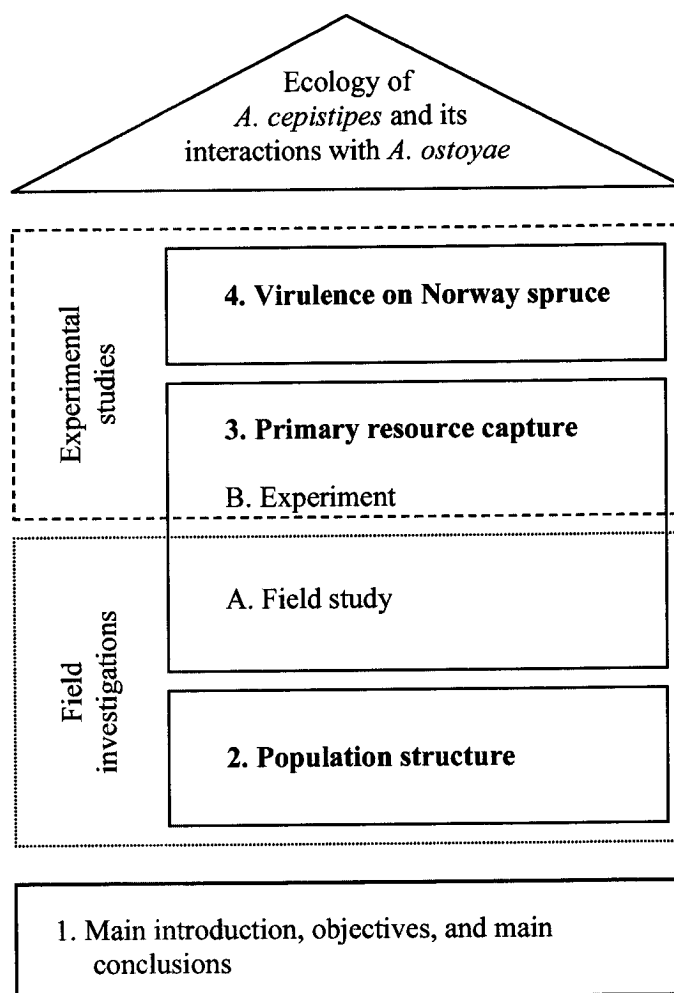 Ecology of
A. cepistipes and its
interactions with A. ostoyae
Experimental
studies
4. Virulence on Norway spruce
3. Primary resource capture
B. Experiment
Field
investigations
A. Field study
2. Population structure
1. Main introduction, objectives, and main
conclusions